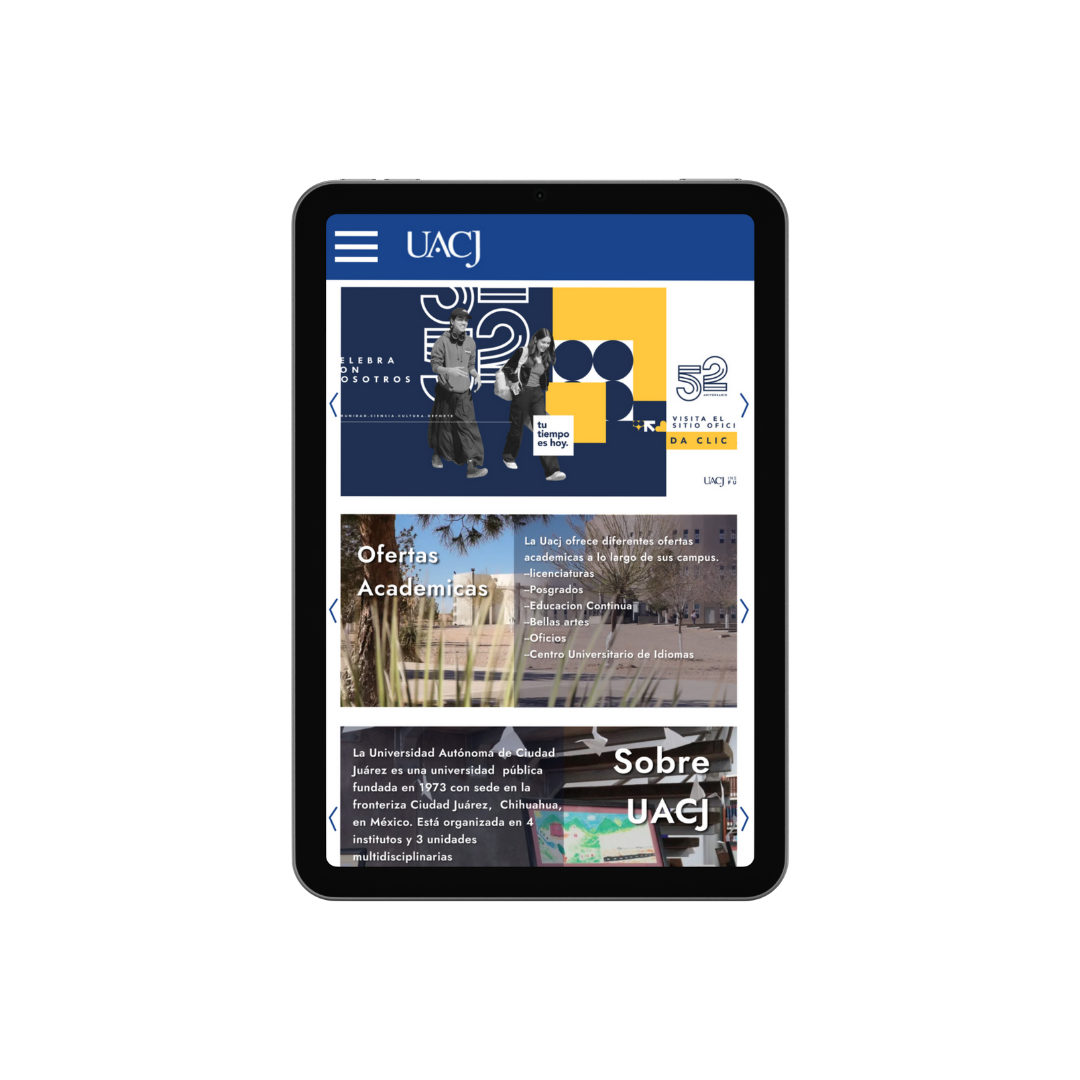 UACJ
52
52
ELEBRA
ON
OSOTROS
MUNIDAD.CIENCIA.CULTURA.DEPORTE
tu
tiempo
es hoy.
52
ANIVERSARIO
VISITA EL
SITIO OFICI
DA CLIC
UACJ
Ofertas
Academicas
La Uacj ofrece diferentes ofertas
academicas a lo largo de sus campus.
–licenciaturas
–Posgrados
–Educacion Continua
–Bellas artes
–Oficios
–Centro Universitario de Idiomas
La Universidad Autónoma de Ciudad
Juárez es una universidad pública
fundada en 1973 con sede en la
fronteriza Ciudad Juárez, Chihuahua,
en México. Está organizada en 4
institutos y 3 unidades
multidisciplinarias
Sobre
UACJ